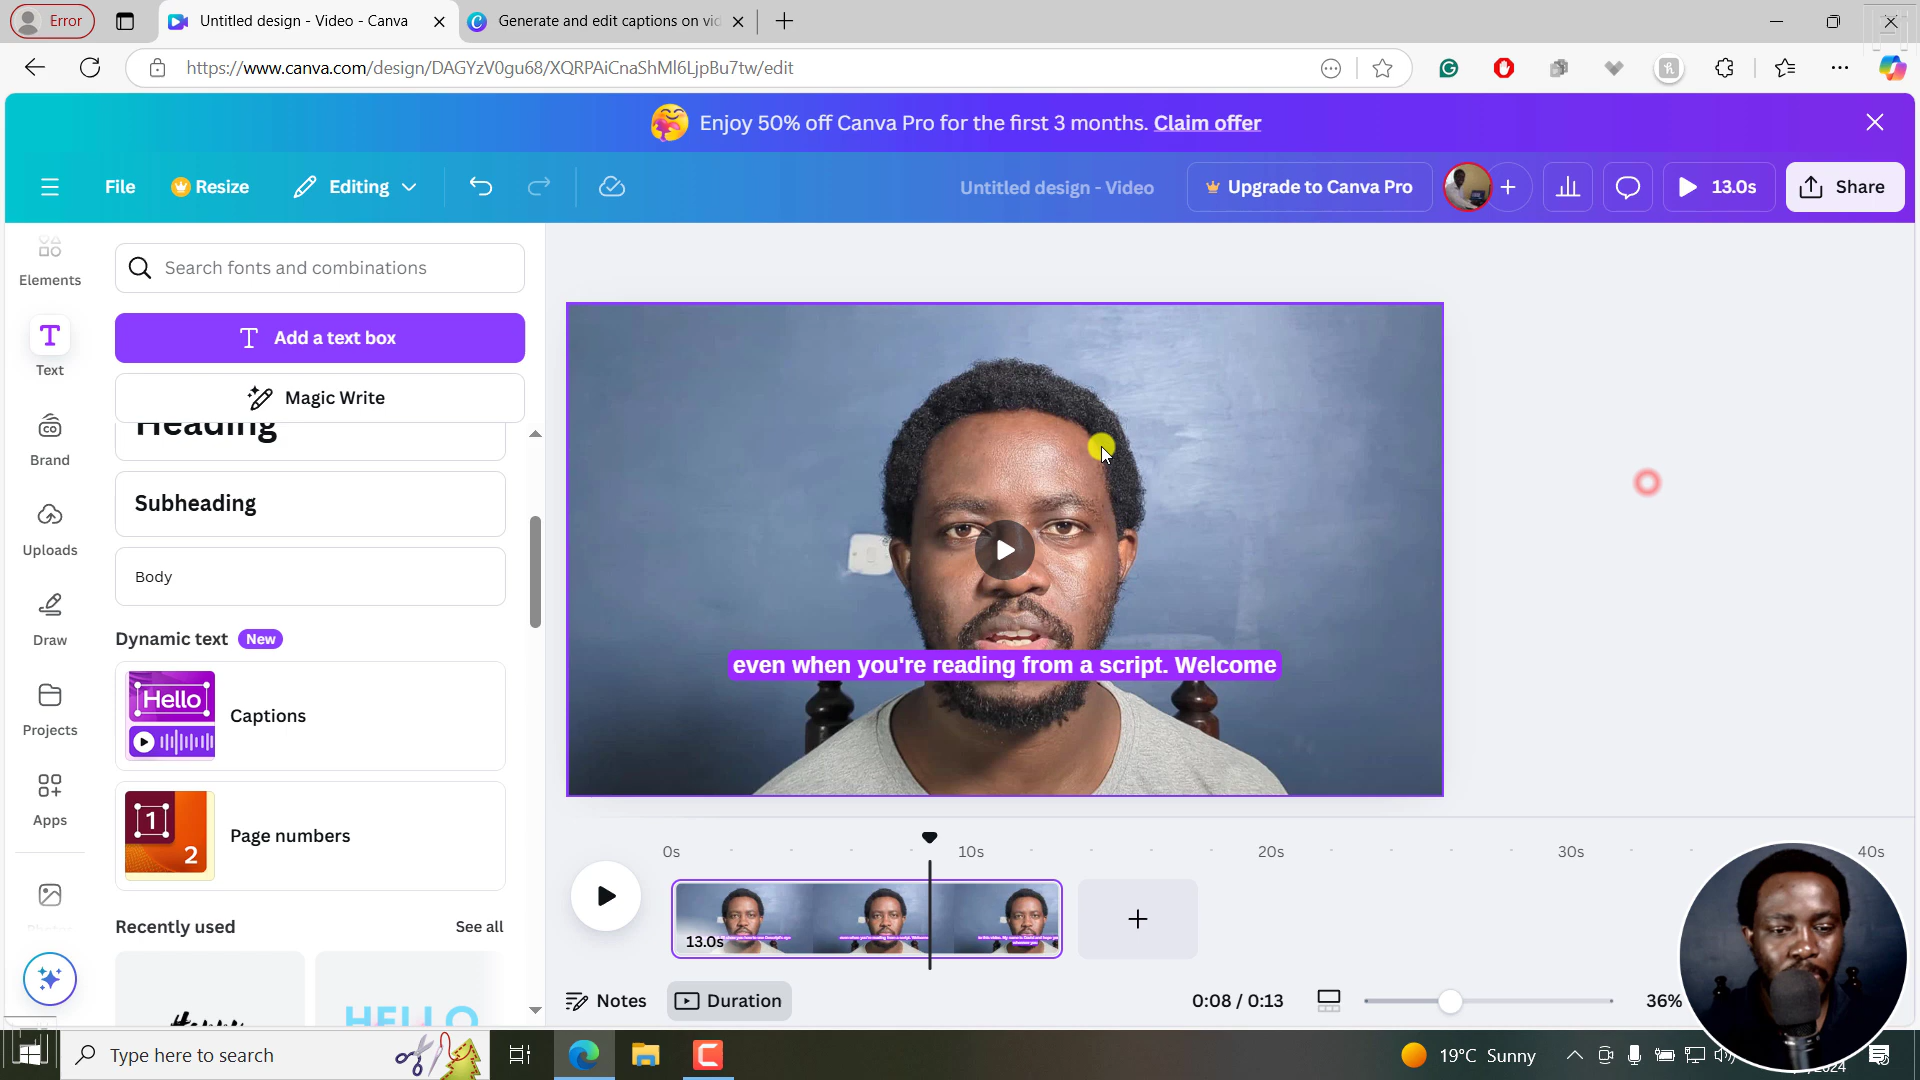 Error
Untitled design - Video - Canva
Generate and edit captions on vid
https://www.canva.com/design/DAGYzV0gu68/XQRPAiCnaShMl6LjpBu7tw/edit
Enjoy 50% off Canva Pro for the first 3 months. Claim offer
File
Resize
Editing
Untitled design - Video
Upgrade to Canva Pro
13.0s
Share
Elements
Text
Brand
Uploads
Draw
Projects
Apps
Search fonts and combinations
Add a text box
Magic Write
Heading
Subheading
Body
Dynamic text New
Hello
Captions
1
2
Page numbers
Recently used See all
HELLO
even when you're reading from a script. Welcome
0s 10s 20s 30s 40s
13.0s
Notes
Duration
0:08 / 0:13
36%
Type here to search
19°C Sunny